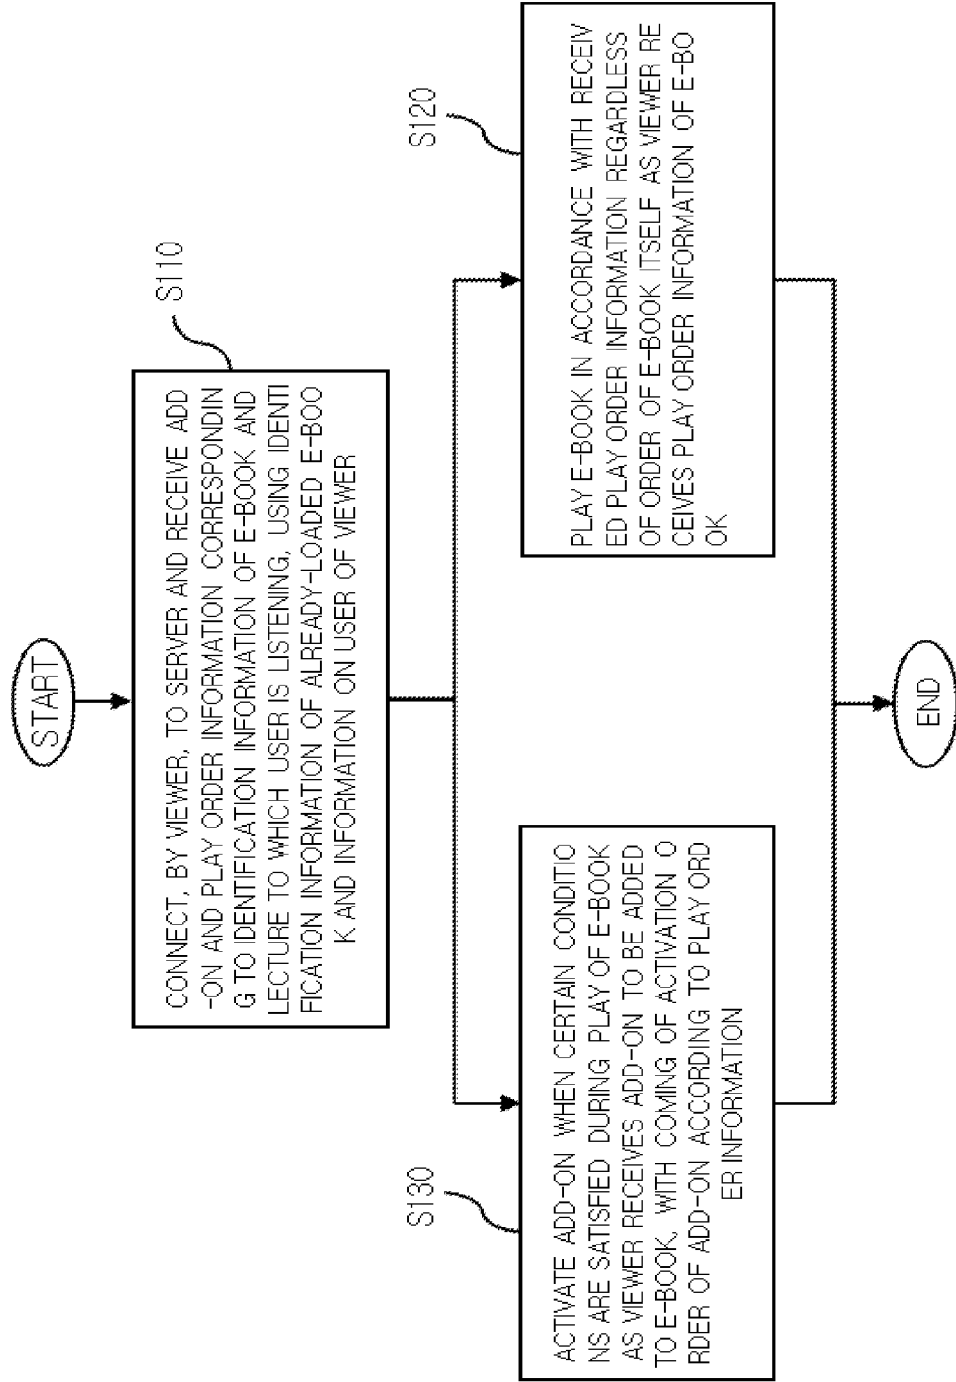 START
S110
CONNECT, BY VIEWER, TO SERVER AND RECEIVE ADD
-ON AND PLAY ORDER INFORMATION CORRESPONDIN
G TO IDENTIFICATION INFORMATION OF E-BOOK AND
LECTURE TO WHICH USER IS LISTENING, USING IDENTI
FICATION INFORMATION OF ALREADY-LOADED E-BOO
K AND INFORMATION ON USER OF VIEWER
S130
ACTIVATE ADD-ON WHEN CERTAIN CONDITIO
NS ARE SATISFIED DURING PLAY OF E-BOOK
AS VIEWER RECEIVES ADD-ON TO BE ADDED
TO E-BOOK, WITH COMING OF ACTIVATION O
RDER OF ADD-ON ACCORDING TO PLAY ORD
ER INFORMATION
S120
PLAY E-BOOK IN ACCORDANCE WITH RECEIV
ED PLAY ORDER INFORMATION REGARDLESS
OF ORDER OF E-BOOK ITSELF AS VIEWER RE
CEIVES PLAY ORDER INFORMATION OF E-BO
OK
END